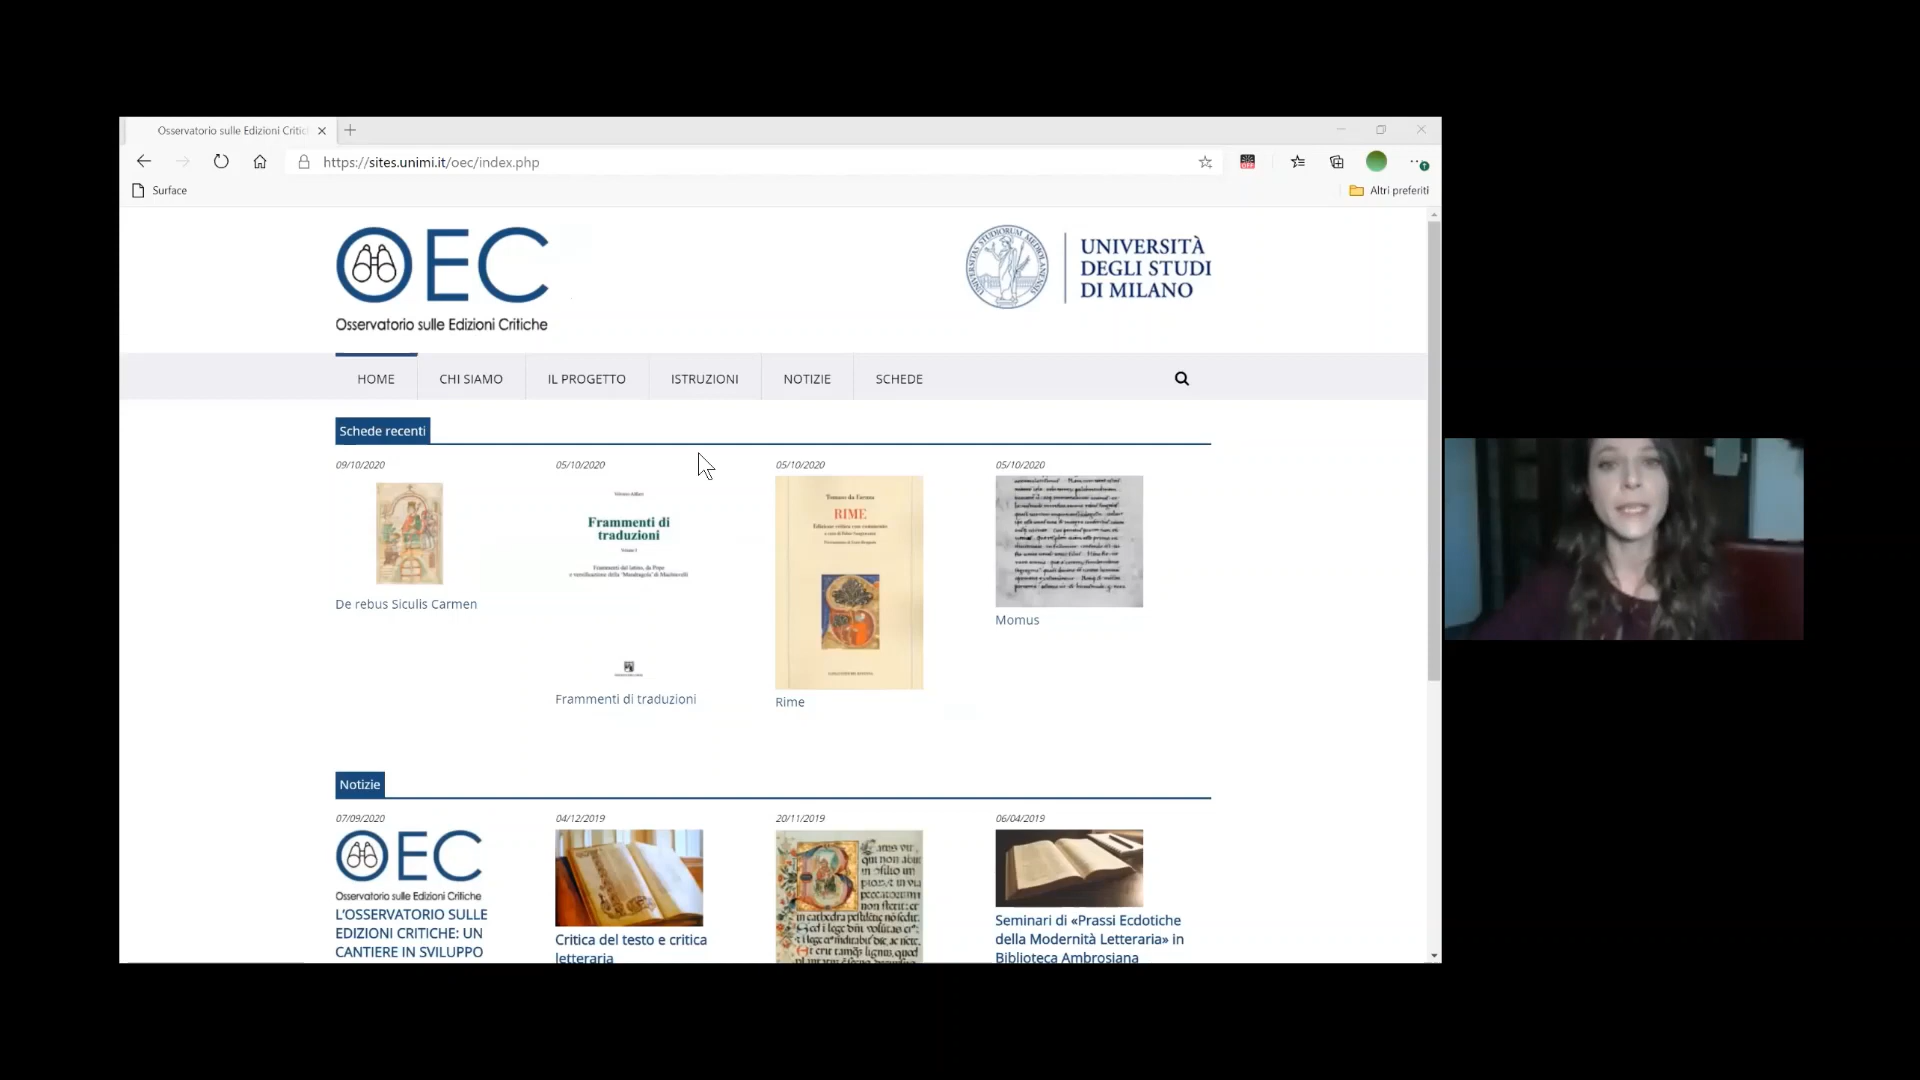 Osservatorio sulle Edizioni Critic
https://sites.unimi.it/oec/index.php
Surface
Altri preferiti
OEC
Osservatorio sulle Edizioni Critiche
UNIVERSITÀ
DEGLI STUDI
DI MILANO
HOME
CHI SIAMO
IL PROGETTO
ISTRUZIONI
NOTIZIE
SCHEDE
Schede recenti
09/10/2020
05/10/2020
05/10/2020
05/10/2020
Frammenti di
traduzioni
RIME
De rebus Siculis Carmen
Frammenti di traduzioni
Rime
Momus
Notizie
07/09/2020
04/12/2019
20/11/2019
06/04/2019
OEC
Osservatorio sulle Edizioni Critiche
L'OSSERVATORIO SULLE
EDIZIONI CRITICHE: UN
CANTIERE IN SVILUPPO
Critica del testo e critica
letteraria
Seminari di «Prassi Ecdotiche
della Modernità Letteraria» in
Biblioteca Ambrosiana